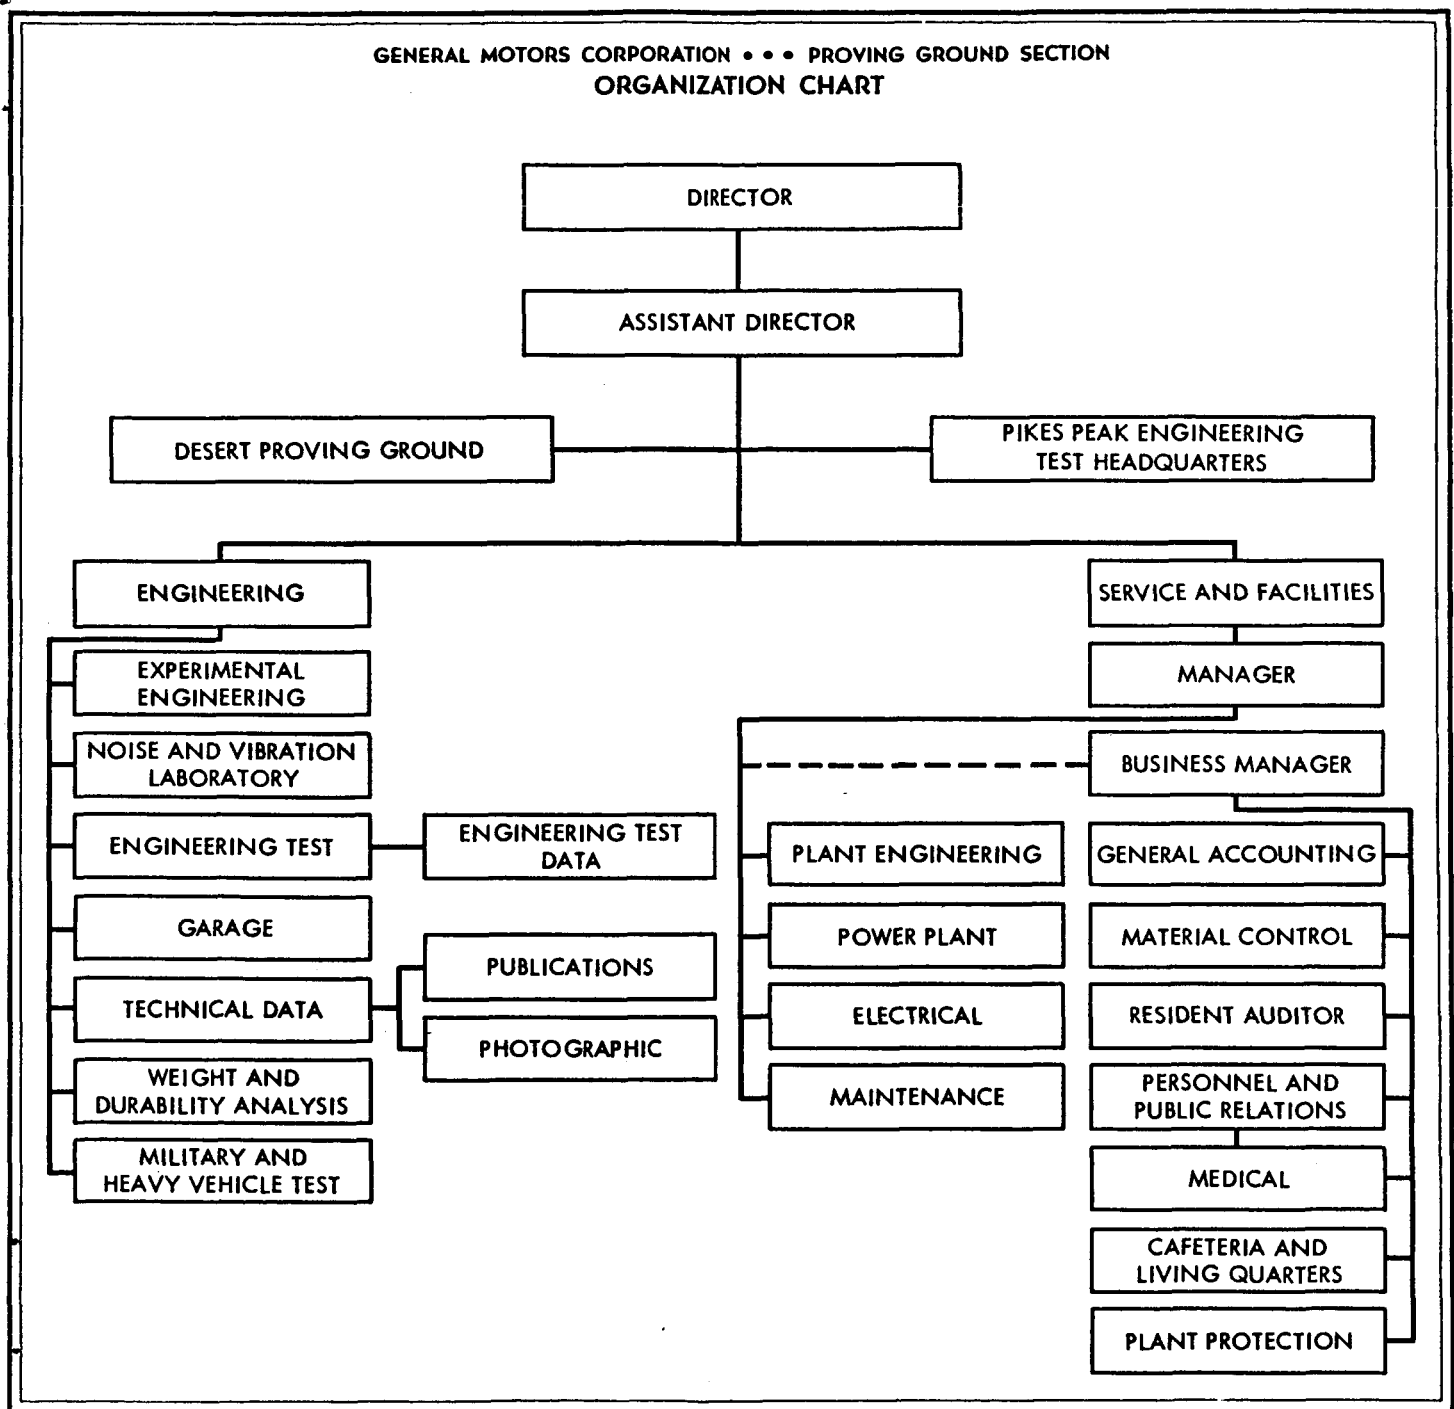 GENERAL MOTORS CORPORATION • • • PROVING GROUND SECTION
ORGANIZATION CHART
DIRECTOR
ASSISTANT DIRECTOR
DESERT PROVING GROUND
PIKES PEAK ENGINEERING
TEST HEADQUARTERS
ENGINEERING
EXPERIMENTAL
ENGINEERING
NOISE AND VIBRATION
LABORATORY
ENGINEERING TEST
ENGINEERING TEST
DATA
GARAGE
TECHNICAL DATA
PUBLICATIONS
PHOTOGRAPHIC
WEIGHT AND
DURABILITY ANALYSIS
MILITARY AND
HEAVY VEHICLE TEST
SERVICE AND FACILITIES
MANAGER
BUSINESS MANAGER
PLANT ENGINEERING
POWER PLANT
ELECTRICAL
MAINTENANCE
GENERAL ACCOUNTING
MATERIAL CONTROL
RESIDENT AUDITOR
PERSONNEL AND
PUBLIC RELATIONS
MEDICAL
CAFETERIA AND
LIVING QUARTERS
PLANT PROTECTION